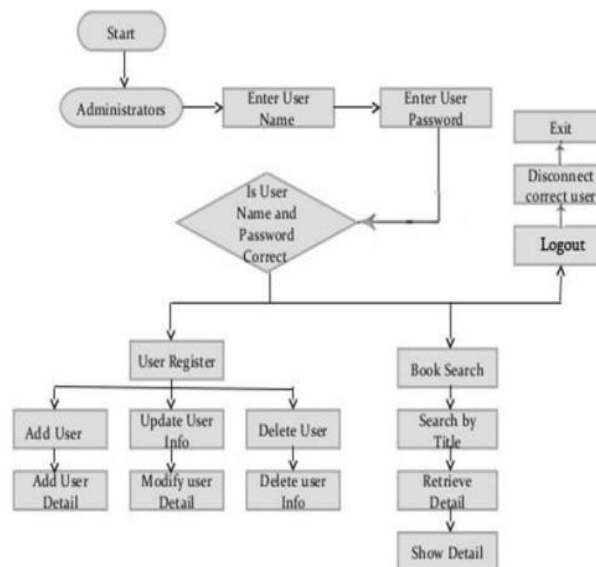 Start
Administrators
Enter User
Name
Enter User
Password
Exit
Disconnect
correct user
Logout
Is User
Name and
Password
Correct
User Register
Book Search
Add User
Update User
Info
Delete User
Search by
Title
Add User
Detail
Modify user
Detail
Delete user
Info
Retrieve
Detail
Show Detail